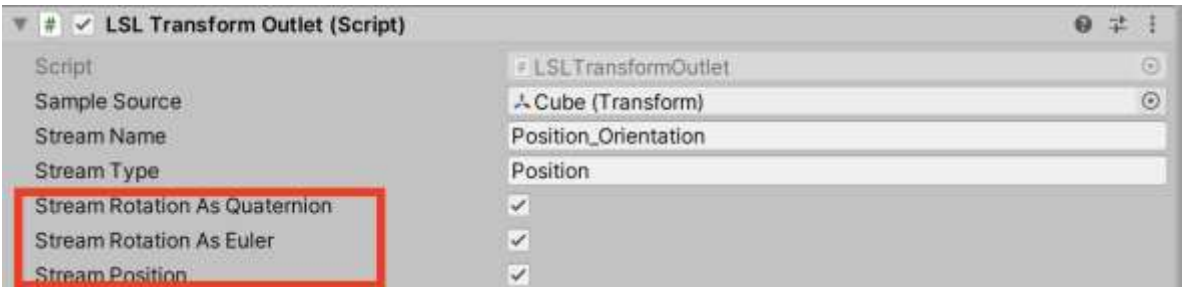 LSL Transform Outlet (Script)
Script
LSLTransformOutlet
Sample Source
Cube (Transform)
Stream Name
Position_Orientation
Stream Type
Position
Stream Rotation As Quaternion
Stream Rotation As Euler
Stream Position